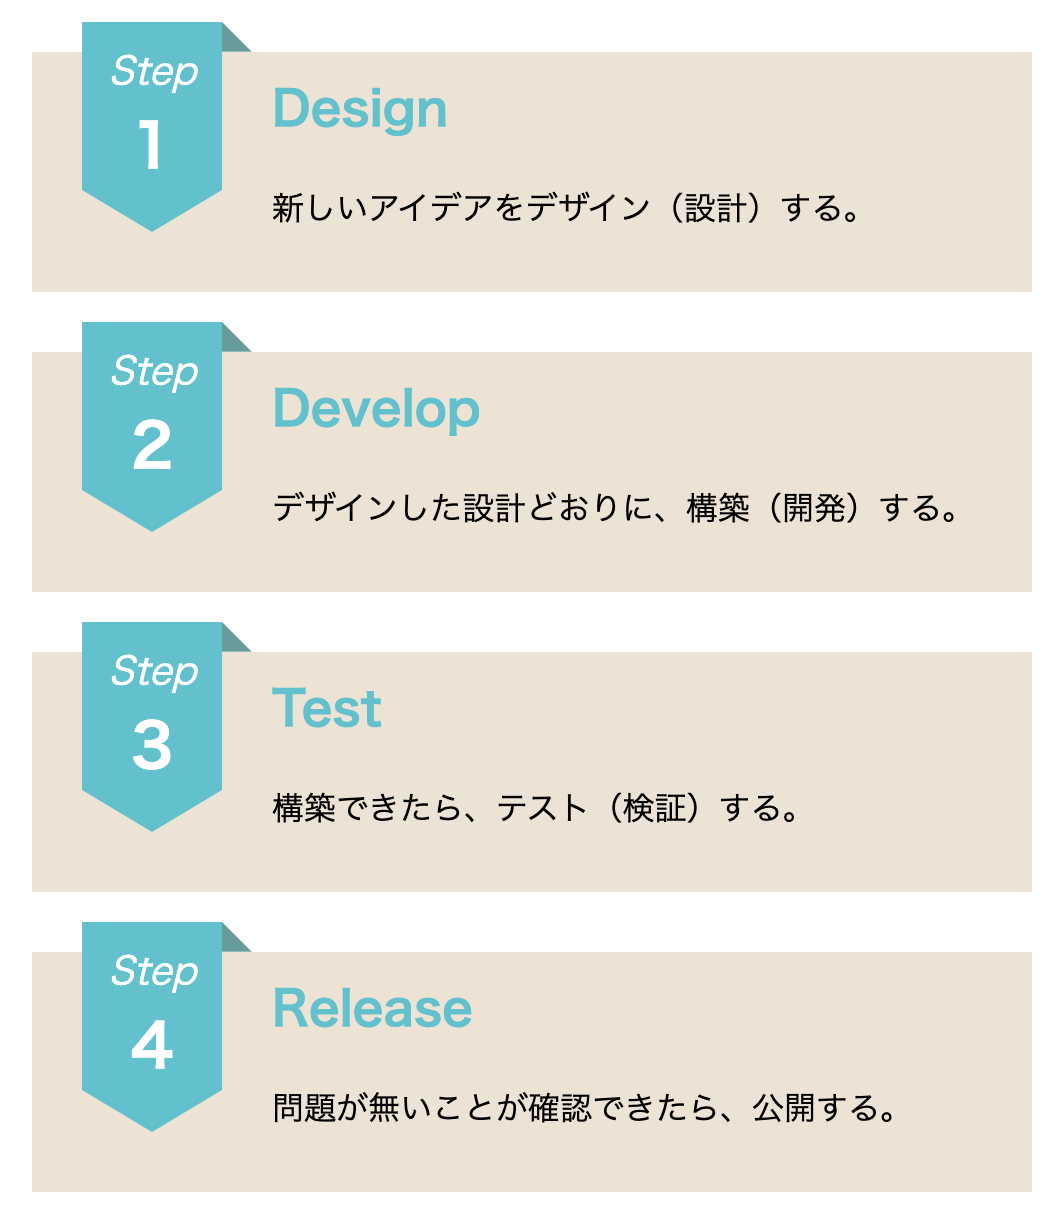 Step
1
Design
新しいアイデアをデザイン（設計）する。
Step
2
Develop
デザインした設計どおりに、構築（開発）する。
Step
3
Test
構築できたら、テスト（検証）する。
Step
4
Release
問題が無いことが確認できたら、公開する。